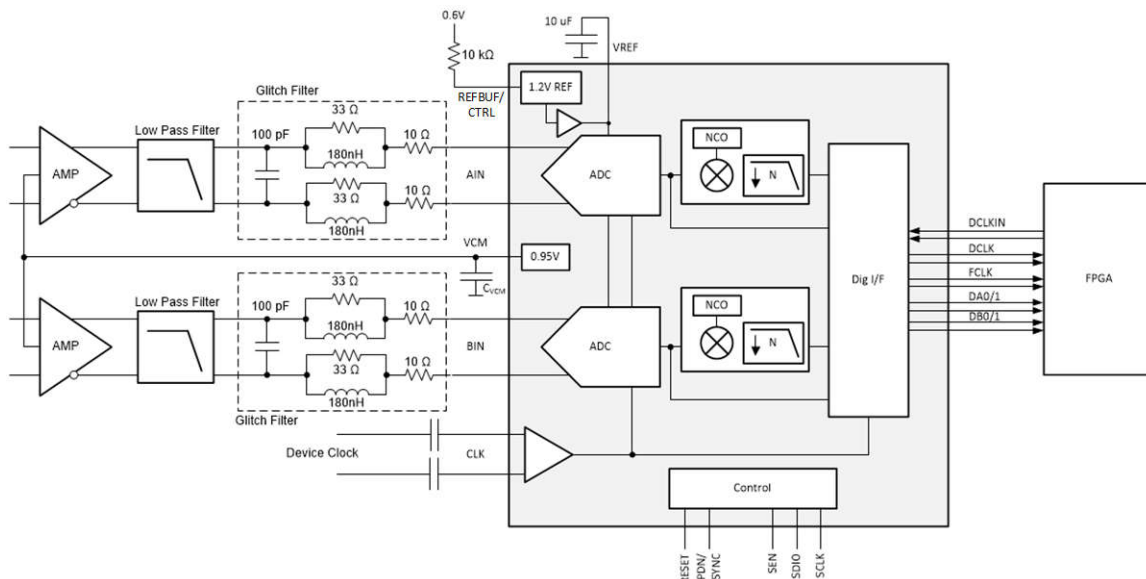 0.6V
10 kΩ
REFBUF/
CTRL
10 uF
VREF
1.2V REF
Glitch Filter
33 Ω
Low Pass Filter
100 pF
10 Ω
180nH
AMP
AIN
ADC
NCO
N
33 Ω
10 Ω
180nH
VCM
0.95V
CVCM
Dig I/F
DCLKIN
DCLK
FCLK
DA0/1
DB0/1
FPGA
33 Ω
Low Pass Filter
100 pF
10 Ω
180nH
AMP
BIN
ADC
NCO
N
33 Ω
10 Ω
180nH
Glitch Filter
Device Clock
CLK
Control
RESET
PDN/
SYNC
SEN
SDIO
SCLK